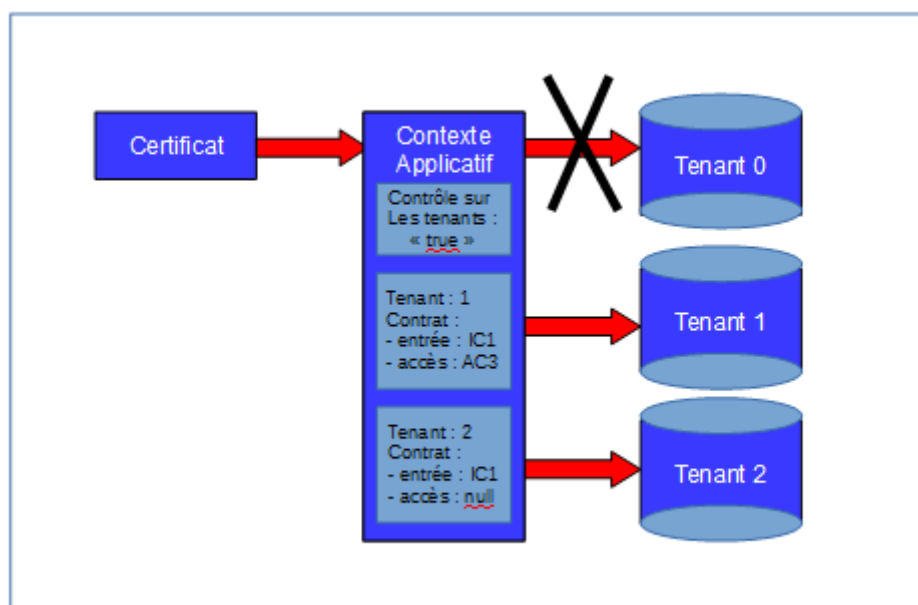 Certificat
Contexte
Applicatif
Contrôle sur
Les tenants :
« true »
Tenant : 1
Contrat :
- entrée : IC1
- accès : AC3
Tenant : 2
Contrat :
- entrée : IC1
- accès : null
Tenant 0
Tenant 1
Tenant 2